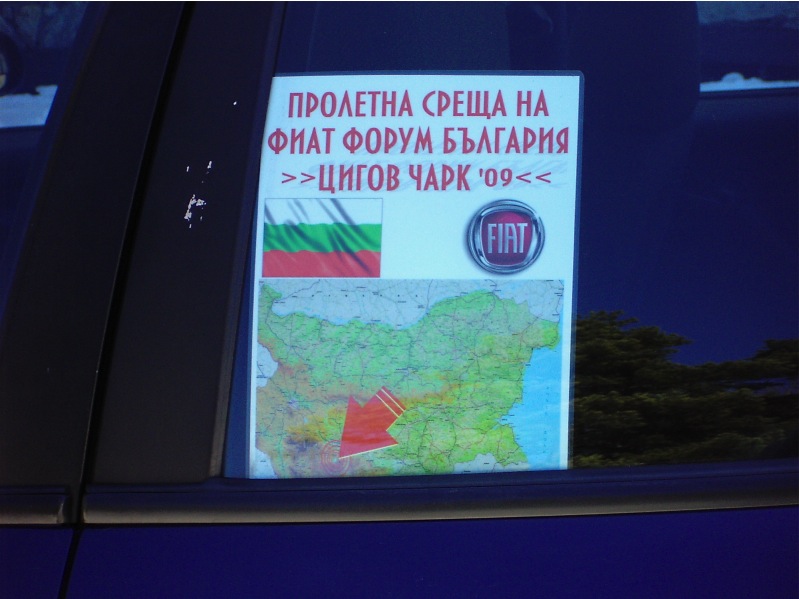 ПРОЛЕТНА СРЕЩА НА
ФИАТ ФОРУМ БЪЛГАРИЯ
>>ЦИГОВ ЧАРК '09<<
FIAT